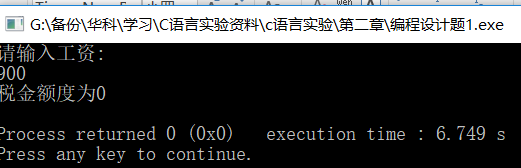 G:\备份\华科\学习\C语言实验资料\c语言实验\第二章\编程设计题1.exe
请输入工资:
900
税金额度为0
Process returned 0 (0x0)   execution time : 6.749 s
Press any key to continue.